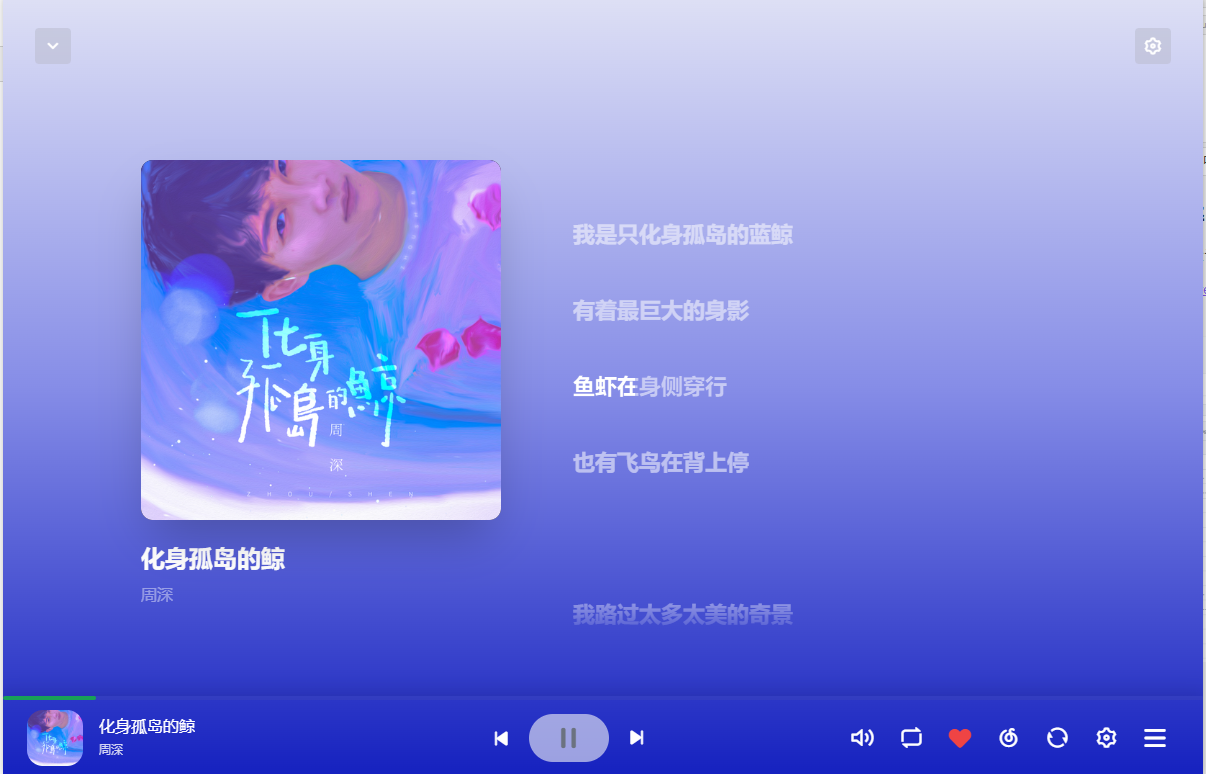 我是只化身孤岛的蓝鲸
有着最巨大的身影
鱼虾在身侧穿行
也有飞鸟在背上停
我路过太多太美的奇景
化身
孤岛的鲸
周
深
ZHOUSHEN
化身孤岛的鲸
周深
化身孤岛的鲸
周深